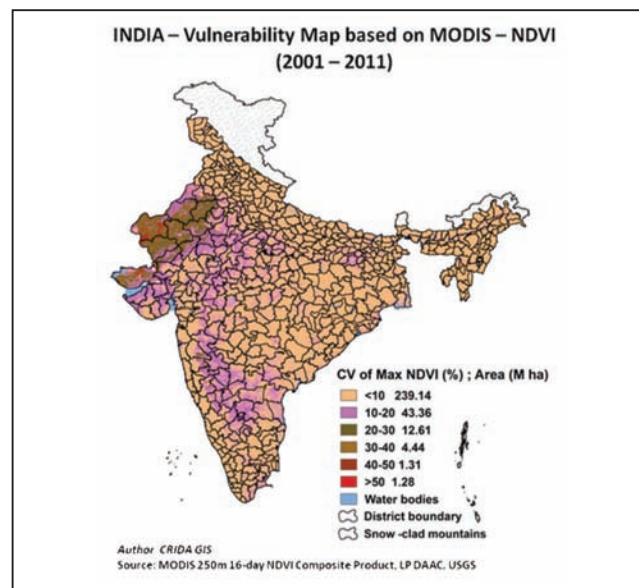 INDIA – Vulnerability Map based on MODIS – NDVI
(2001 – 2011)
CV of Max NDVI (%) ; Area (M ha)
<10 239.14
10-20 43.36
20-30 12.61
30-40 4.44
40-50 1.31
>50 1.28
Water bodies
District boundary
Snow -clad mountains
Author CRIDA GIS
Source: MODIS 250m 16-day NDVI Composite Product, LP DAAC, USGS